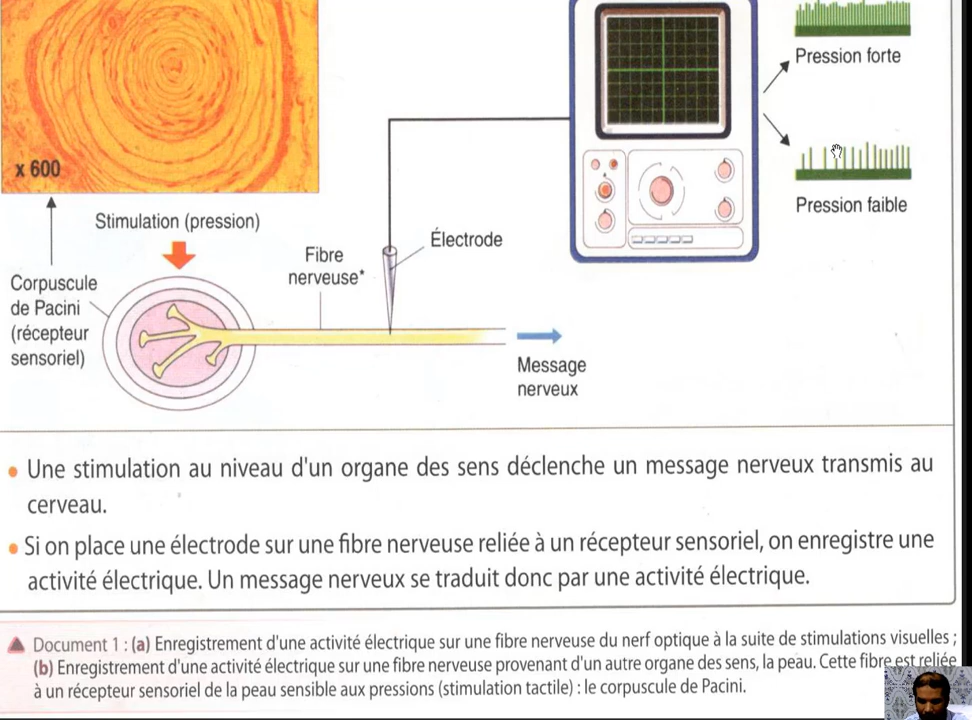 Pression forte
x 600
Stimulation (pression)
Pression faible
Électrode
Fibre
nerveuse*
Corpuscule
de Pacini
(récepteur
sensoriel)
Message
nerveux
• Une stimulation au niveau d'un organe des sens déclenche un message nerveux transmis au
cerveau.
• Si on place une électrode sur une fibre nerveuse reliée à un récepteur sensoriel, on enregistre une
activité électrique. Un message nerveux se traduit donc par une activité électrique.
Document 1 : (a) Enregistrement d'une activité électrique sur une fibre nerveuse du nerf optique à la suite de stimulations visuelles ;
(b) Enregistrement d'une activité électrique sur une fibre nerveuse provenant d'un autre organe des sens, la peau. Cette fibre est reliée
à un récepteur sensoriel de la peau sensible aux pressions (stimulation tactile) : le corpuscule de Pacini.